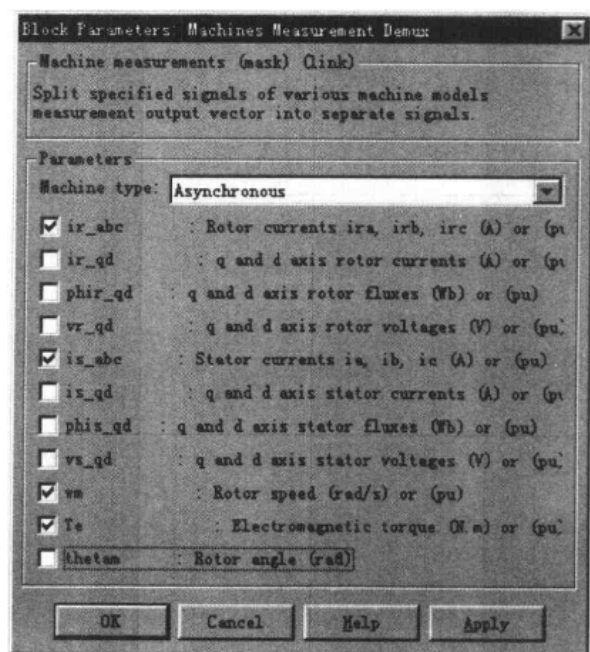 Block Parameters: Machines Measurement Demux
Machine measurements (mask) (link)
Split specified signals of various machine models
measurement output vector into separate signals.
Parameters
Machine type: Asynchronous
ir_abc : Rotor currents ira, irb, irc (A) or (pu
ir_qd : q and d axis rotor currents (A) or (pu
phir_qd : q and d axis rotor fluxes (Wb) or (pu)
vr_qd : q and d axis rotor voltages (V) or (pu)
is_abc : Stator currents ia, ib, ic (A) or (pu)
is_qd : q and d axis stator currents (A) or (pu
phis_qd : q and d axis stator fluxes (Wb) or (pu)
vs_qd : q and d axis stator voltages (V) or (pu)
wm : Rotor speed (rad/s) or (pu)
Te : Electromagnetic torque (N.m) or (pu)
thetam : Rotor angle (rad)
OK Cancel Help Apply